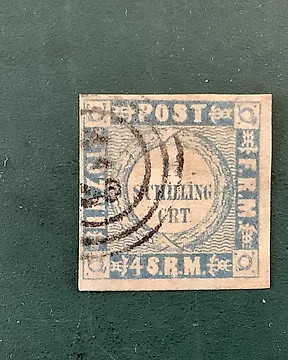 POST
SCHILLING
CRT
F.R.M.
4 S.R.M.